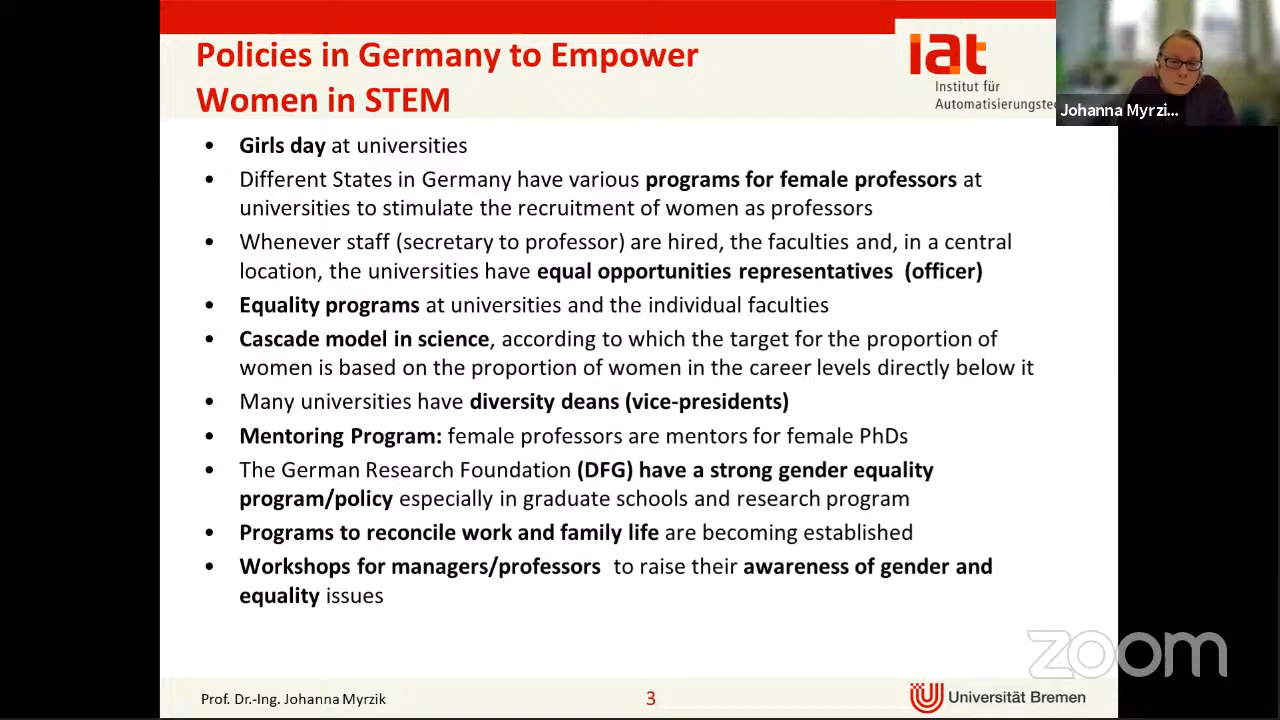 Policies in Germany to Empower
Women in STEM
iat
Institut für
Automatisierungste
Johanna Myrzi...
• Girls day at universities
• Different States in Germany have various programs for female professors at
universities to stimulate the recruitment of women as professors
• Whenever staff (secretary to professor) are hired, the faculties and, in a central
location, the universities have equal opportunities representatives (officer)
• Equality programs at universities and the individual faculties
• Cascade model in science, according to which the target for the proportion of
women is based on the proportion of women in the career levels directly below it
• Many universities have diversity deans (vice-presidents)
• Mentoring Program: female professors are mentors for female PhDs
• The German Research Foundation (DFG) have a strong gender equality
program/policy especially in graduate schools and research program
• Programs to reconcile work and family life are becoming established
• Workshops for managers/professors to raise their awareness of gender and
equality issues
zoom
Prof. Dr.-Ing. Johanna Myrzik
3
Universität Bremen